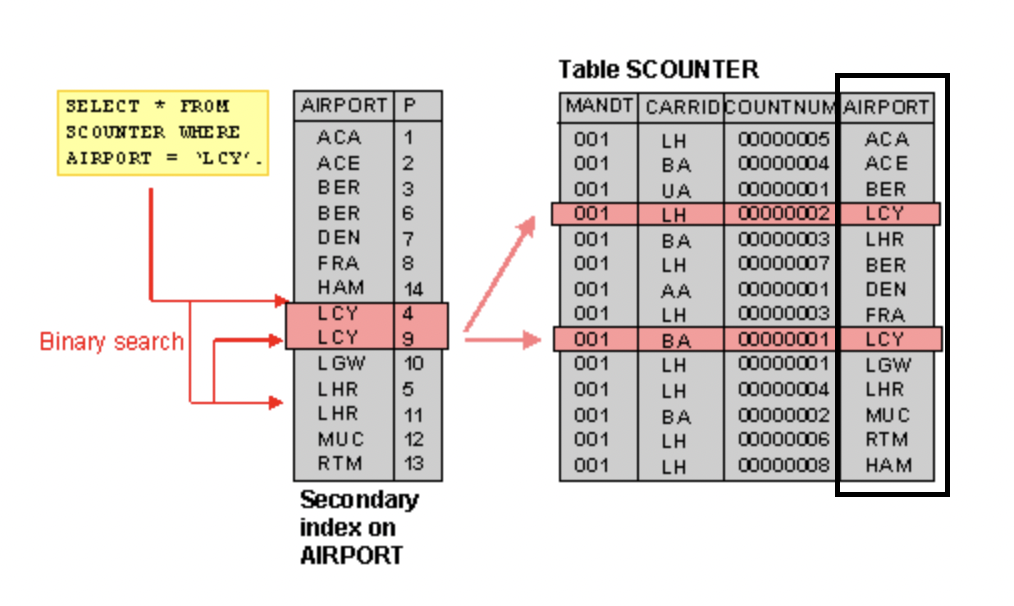 Table SCOUNTER
SELECT * FROM
SCOUNTER WHERE
AIRPORT = `LCY'.
AIRPORT P
ACA 1
ACE 2
BER 3
BER 6
DEN 7
FRA 8
HAM 14
LCY 4
LCY 9
LGW 10
LHR 5
LHR 11
MUC 12
RTM 13
Binary search
Secondary
index on
AIRPORT
MANDT CARRID COUNTNUM AIRPORT
001 LH 00000005 ACA
001 BA 00000004 ACE
001 UA 00000001 BER
001 LH 00000002 LCY
001 BA 00000003 LHR
001 LH 00000007 BER
001 AA 00000001 DEN
001 LH 00000003 FRA
001 BA 00000001 LCY
001 LH 00000001 LGW
001 LH 00000004 LHR
001 BA 00000002 MUC
001 LH 00000006 RTM
001 LH 00000008 HAM